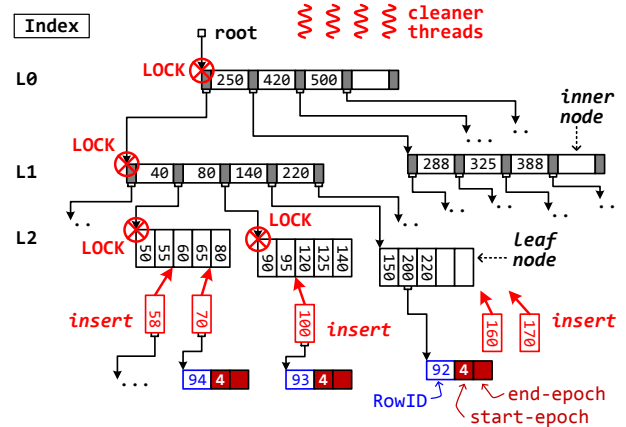 Index
root
cleaner
threads
LOCK
L0
250 420 500
inner
node
LOCK
L1
40 80 140 220
288 325 388
..
...
..
..
..
..
L2
LOCK
LOCK
50 55 60 65 80
90 95 120 125 140
150 200 220
leaf
node
insert
58
70
100
insert
160
170
insert
...
94 4
93 4
92 4
RowID
end-epoch
start-epoch